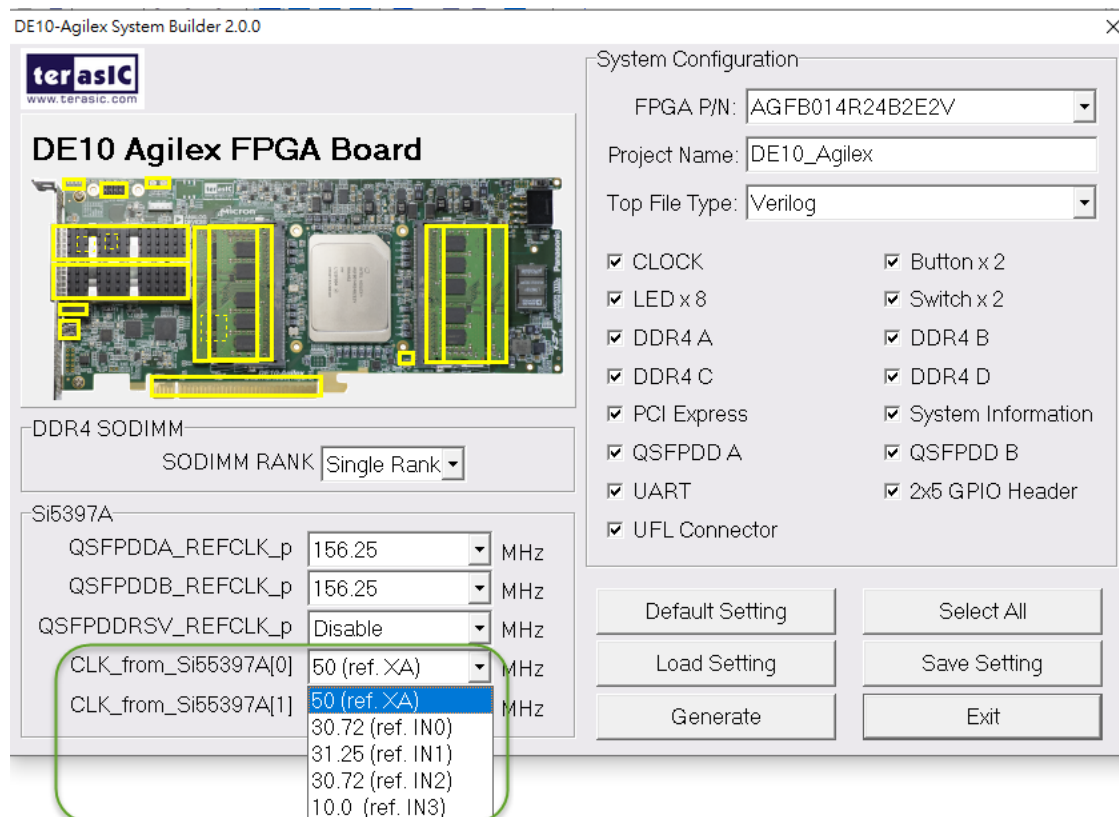 DE10-Agilex System Builder 2.0.0
terasIC
www.terasic.com
DE10 Agilex FPGA Board
Micron
DDR4 SODIMM
SODIMM RANK Single Rank
Si5397A
QSFPDDA_REFCLK_p 156.25 MHz
QSFPDDB_REFCLK_p 156.25 MHz
QSFPDDRSV_REFCLK_p Disable MHz
CLK_from_Si55397A[0] 50 (ref. XA) MHz
CLK_from_Si55397A[1] MHz
50 (ref. XA)
30.72 (ref. IN0)
31.25 (ref. IN1)
30.72 (ref. IN2)
10.0 (ref. IN3)
System Configuration
FPGA P/N: AGFB014R24B2E2V
Project Name: DE10_Agilex
Top File Type: Verilog
CLOCK Button x 2
LED x 8 Switch x 2
DDR4 A DDR4 B
DDR4 C DDR4 D
PCI Express System Information
QSFPDD A QSFPDD B
UART 2x5 GPIO Header
UFL Connector
Default Setting Select All
Load Setting Save Setting
Generate Exit